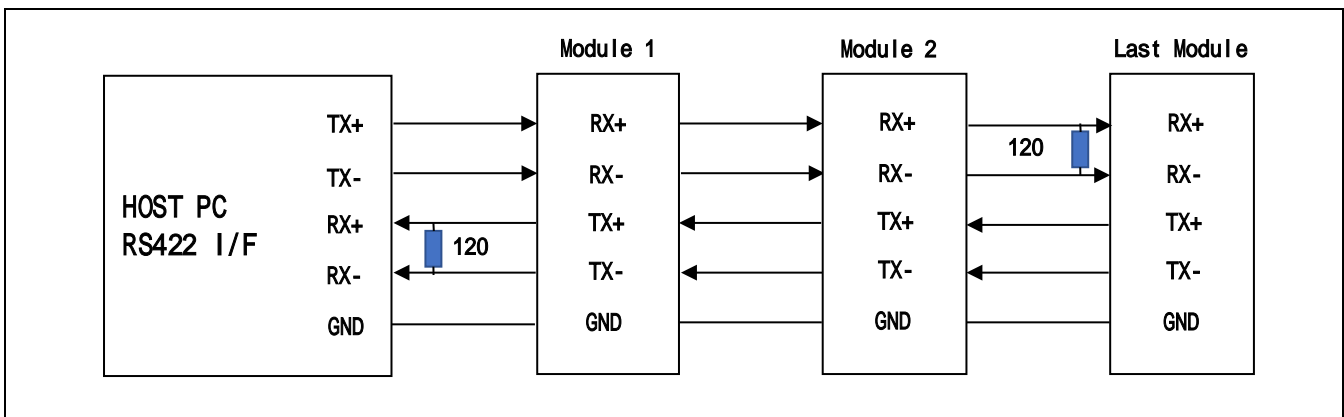 Module 1
Module 2
Last Module
HOST PC
RS422 I/F
TX+
TX-
RX+
RX-
GND
120
RX+
RX-
TX+
TX-
GND
RX+
RX-
TX+
TX-
GND
120
RX+
RX-
TX+
TX-
GND